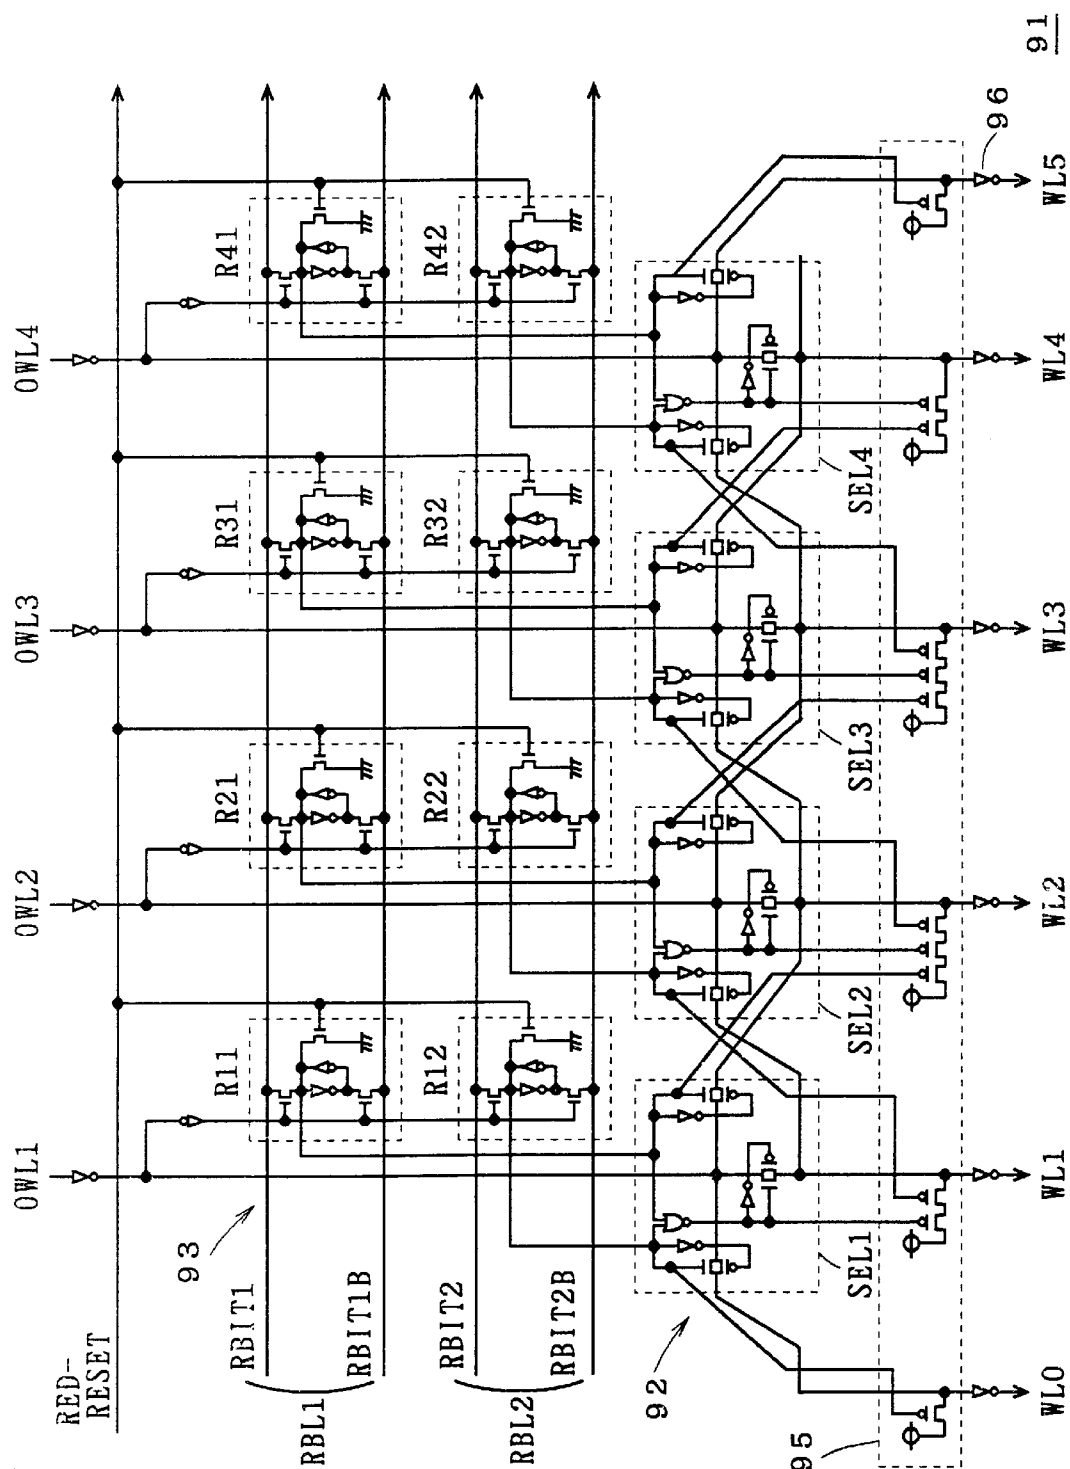 OWL1
OWL2
OWL3
OWL4
RED-
RESET
R11
R21
R31
R41
93
RBIT1
RBIT1B
RBL1
R12
R22
R32
R42
RBIT2
RBIT2B
RBL2
92
SEL1
SEL2
SEL3
SEL4
95
96
WL0
WL1
WL2
WL3
WL4
WL5
91